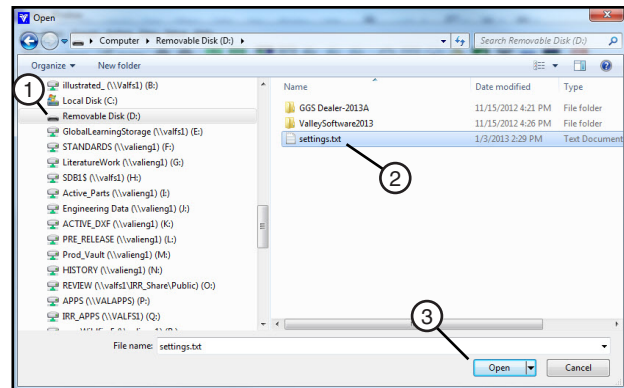 Open
Computer ▸ Removable Disk (D:) ▸
Search Removable Disk (D:)
Organize ▾ New folder
1
illustrated_ (\\Valfs1) (B:)
Local Disk (C:)
Removable Disk (D:)
GlobalLearningStorage (\\valfs1) (E:)
STANDARDS (\\valieng1) (F:)
LiteratureWork (\\valieng1) (G:)
SDB1$ (\\valfs1) (H:)
Active_Parts (\\valieng1) (I:)
Engineering Data (\\valieng1) (J:)
ACTIVE_DXF (\\valieng1) (K:)
PRE_RELEASE (\\valieng1) (L:)
Prod_Vault (\\valieng1) (M:)
HISTORY (\\valieng1) (N:)
REVIEW (\\valfs1\IRR_Share\Public) (O:)
APPS (\\VALAPPS) (P:)
IRR_APPS (\\VALFS1) (Q:)
Name Date modified Type
GGS Dealer-2013A 11/15/2012 4:21 PM File folder
ValleySoftware2013 11/15/2012 4:26 PM File folder
settings.txt 1/3/2013 2:29 PM Text Document
2
3
File name: settings.txt
Open Cancel